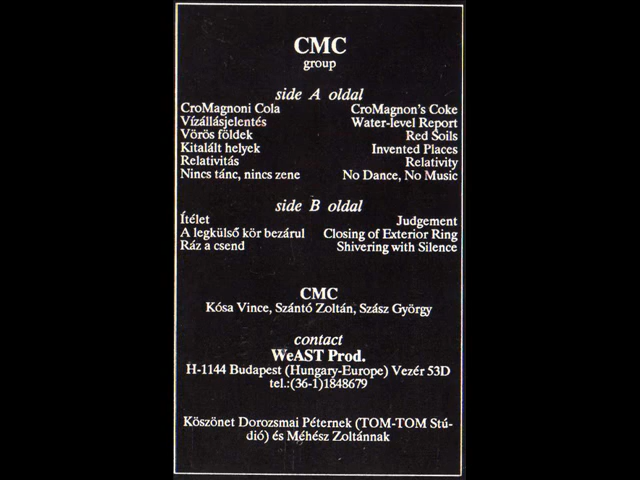 CMC
group
side A oldal
CroMagnoni Cola CroMagnon's Coke
Vízállásjelentés Water-level Report
Vörös földek Red Soils
Kitalált helyek Invented Places
Relativitás Relativity
Nincs tánc, nincs zene No Dance, No Music
side B oldal
Ítélet Judgement
A legkülső kör bezárul Closing of Exterior Ring
Ráz a csend Shivering with Silence
CMC
Kósa Vince, Szántó Zoltán, Szász György
contact
WeAST Prod.
H-1144 Budapest (Hungary-Europe) Vezér 53D
tel.:(36-1)1848679
Köszönet Dorozsmai Péternek (TOM-TOM Stú-
dió) és Méhész Zoltánnak